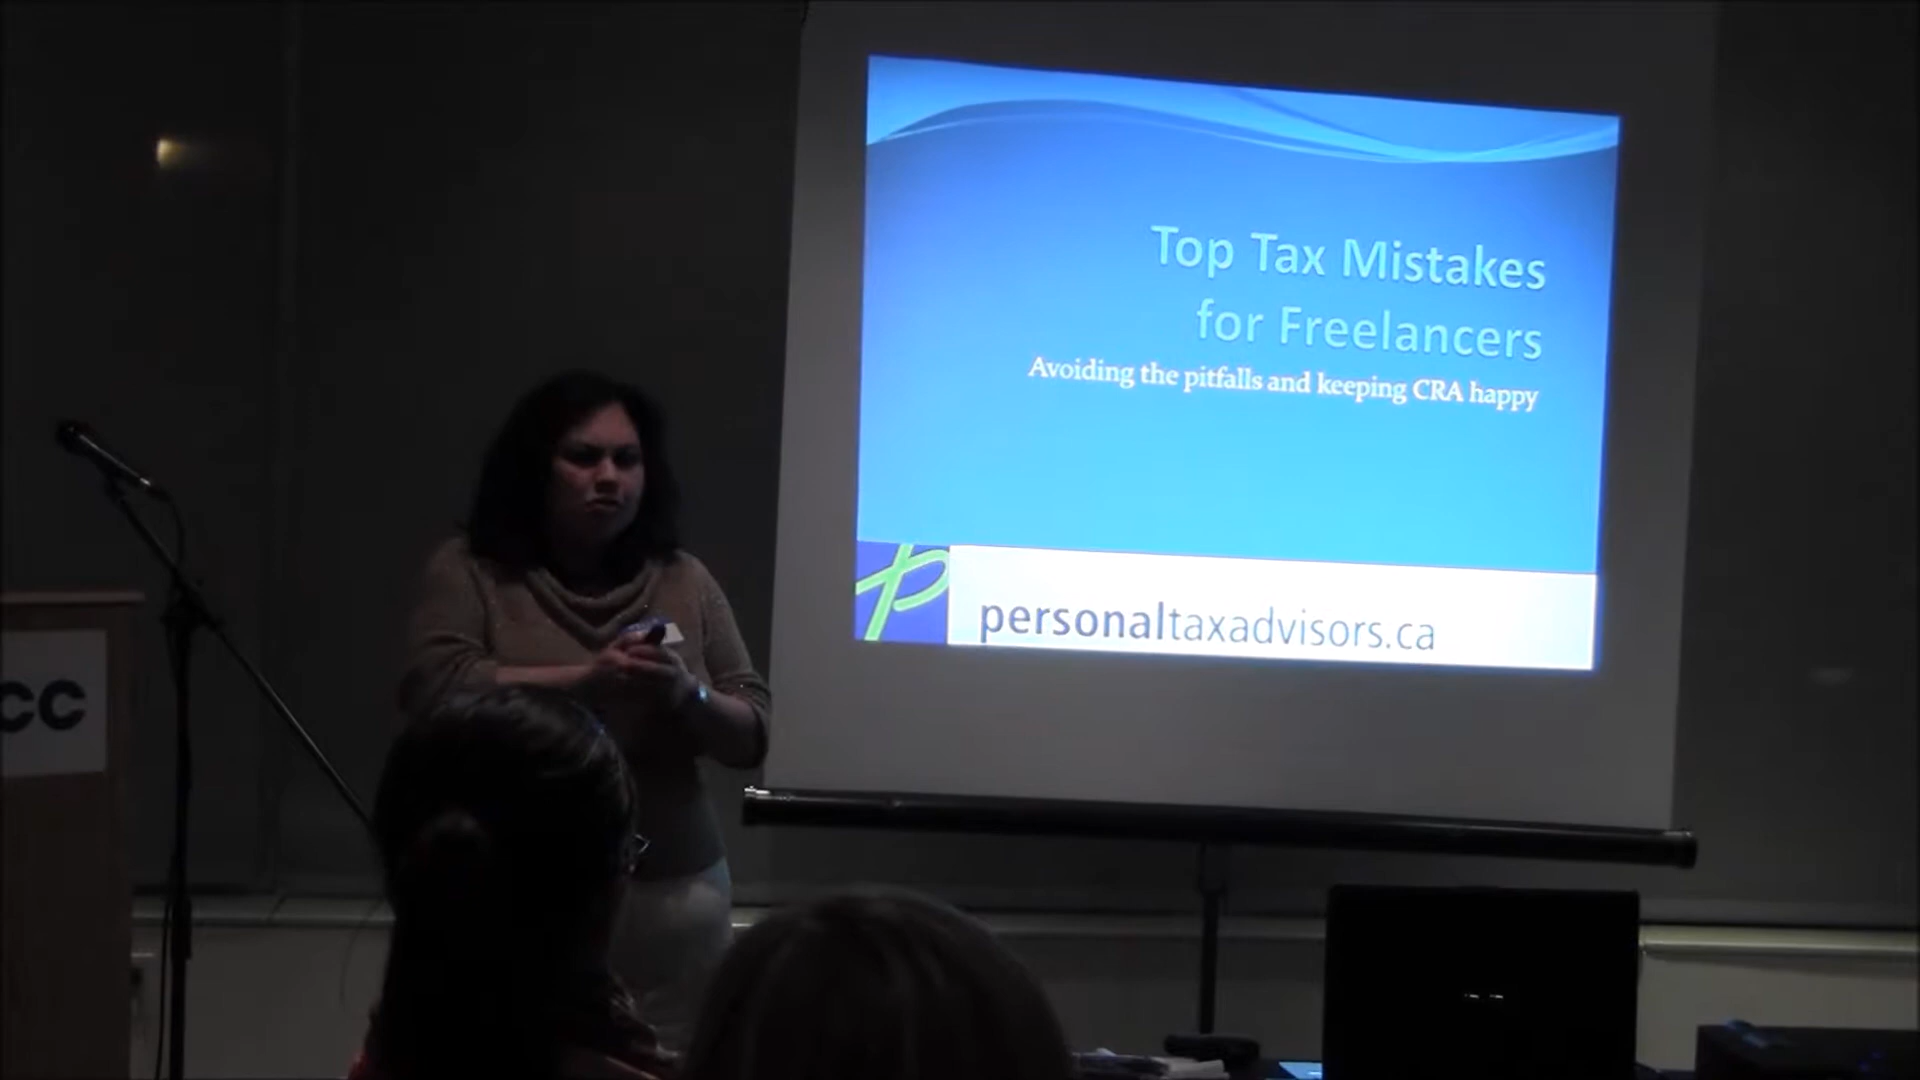 Top Tax Mistakes
for Freelancers
Avoiding the pitfalls and keeping CRA happy
personaltaxadvisors.ca
CC